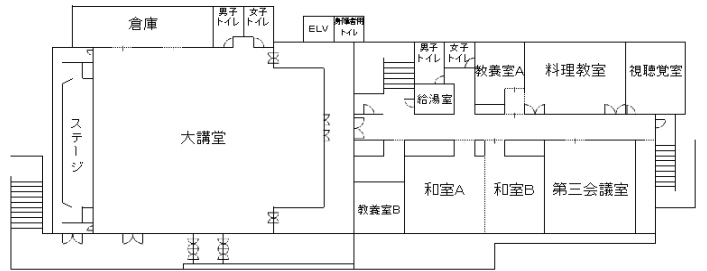 倉庫
男子
トイレ
女子
トイレ
ELV
身障者用
トイレ
男子
トイレ
女子
トイレ
教養室A
料理教室
視聴覚室
給湯室
ステージ
大講堂
教養室B
和室A
和室B
第三会議室